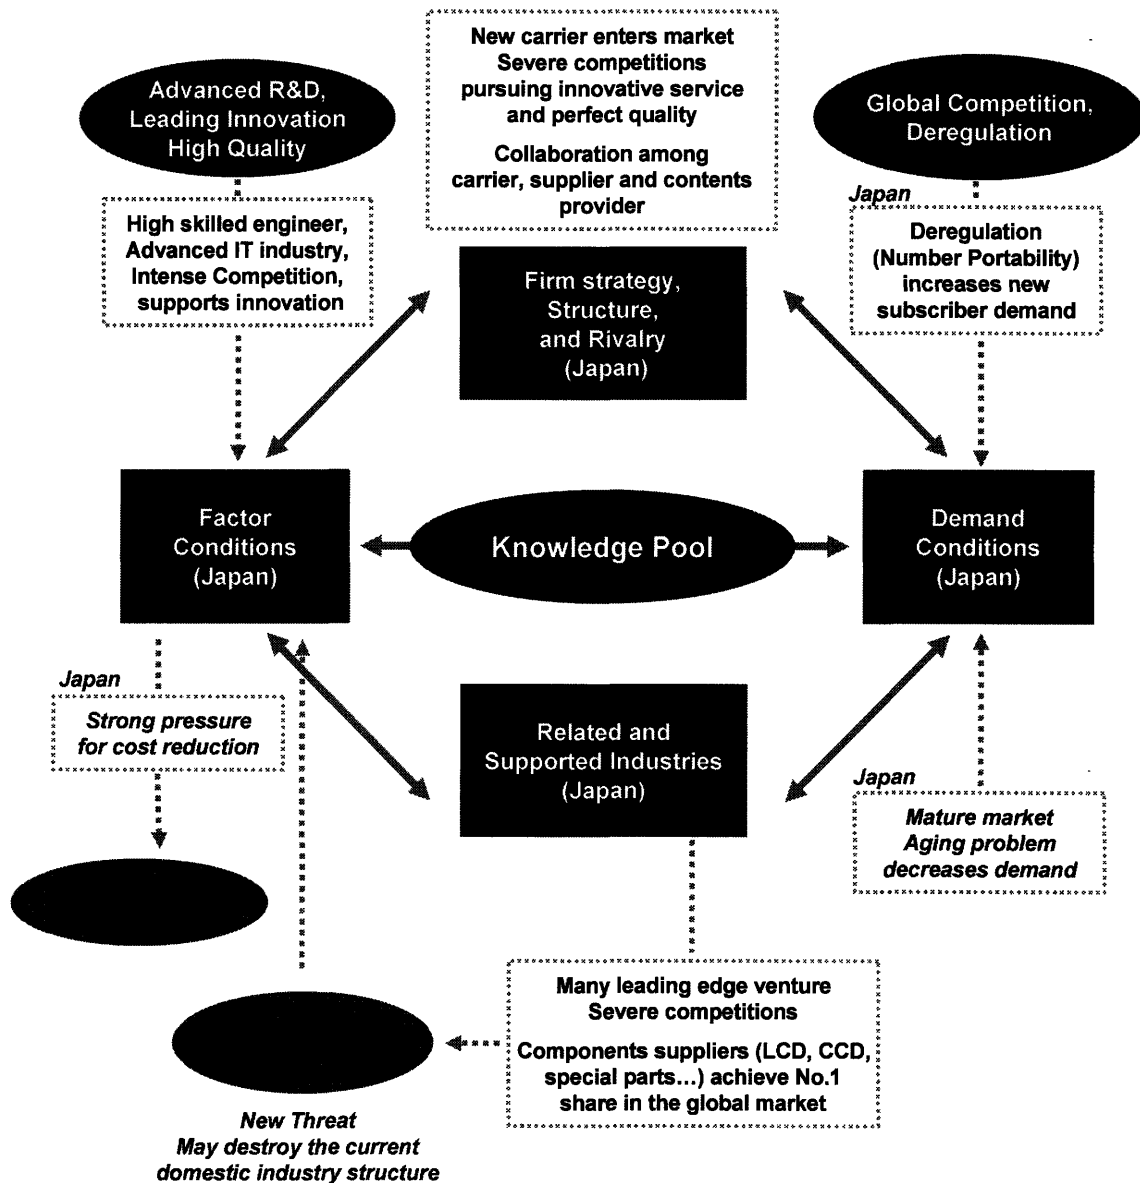 New carrier enters market
Severe competitions
pursuing innovative service
and perfect quality
Collaboration among
carrier, supplier and contents
provider
Advanced R&D,
Leading Innovation
High Quality
Global Competition,
Deregulation
High skilled engineer,
Advanced IT industry,
Intense Competition,
supports innovation
Japan
Deregulation
(Number Portability)
increases new
subscriber demand
Firm strategy,
Structure,
and Rivalry
(Japan)
Factor
Conditions
(Japan)
Knowledge Pool
Demand
Conditions
(Japan)
Japan
Strong pressure
for cost reduction
Related and
Supported Industries
(Japan)
Japan
Mature market
Aging problem
decreases demand
Many leading edge venture
Severe competitions
Components suppliers (LCD, CCD,
special parts...) achieve No.1
share in the global market
New Threat
May destroy the current
domestic industry structure